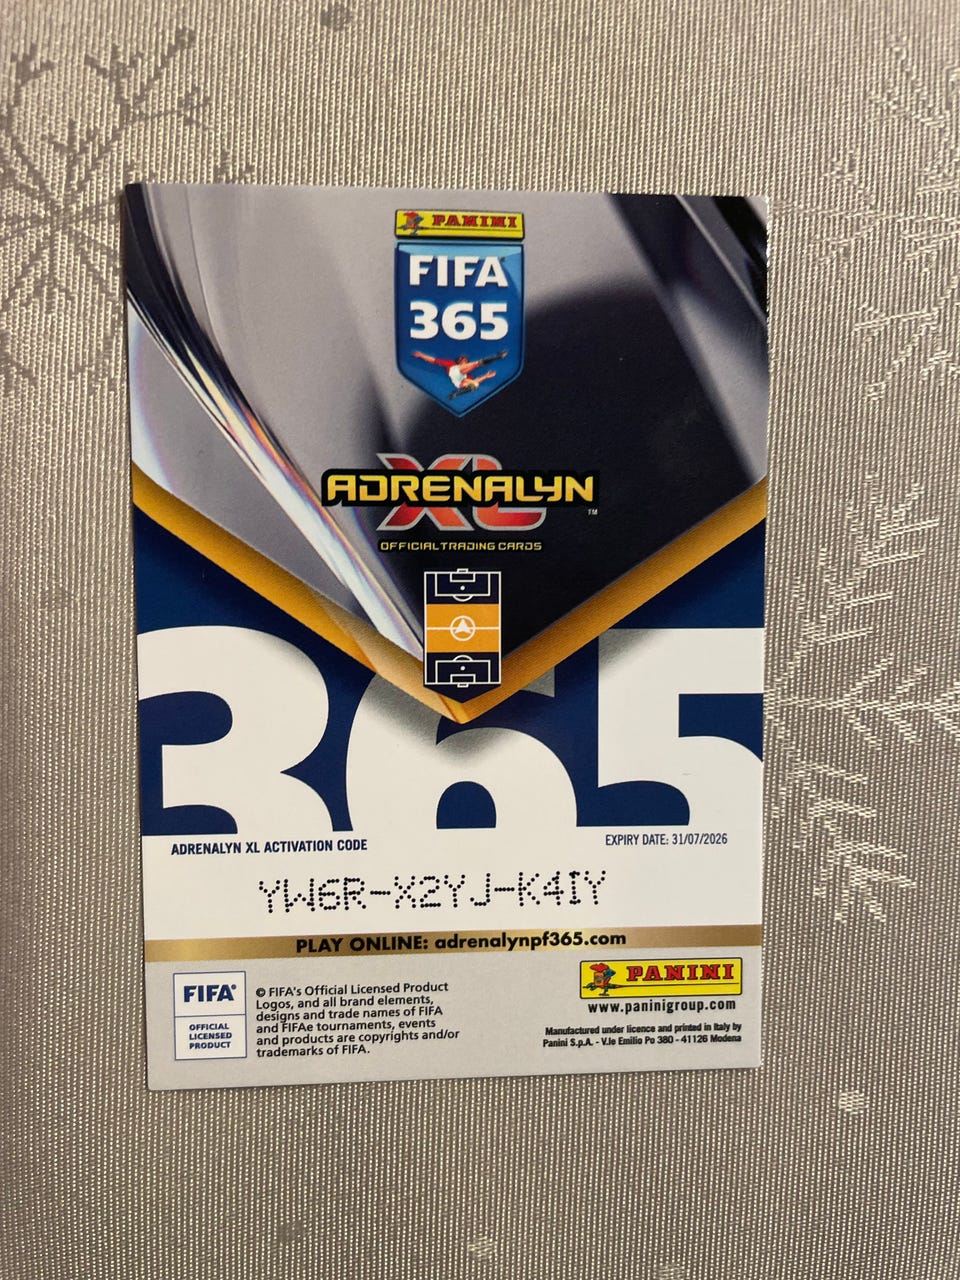 PANINI
FIFA
365
ADRENALYN
XL
™
OFFICIAL TRADING CARDS
365
ADRENALYN XL ACTIVATION CODE
EXPIRY DATE: 31/07/2026
YW6R-X2YJ-K4IY
PLAY ONLINE: adrenalynpf365.com
FIFA®
OFFICIAL
LICENSED
PRODUCT
© FIFA's Official Licensed Product
Logos, and all brand elements,
designs and trade names of FIFA
and FIFAe tournaments, events
and products are copyrights and/or
trademarks of FIFA.
PANINI
www.paninigroup.com
Manufactured under licence and printed in Italy by
Panini S.p.A. - V.le Emilio Po 380 - 41126 Modena